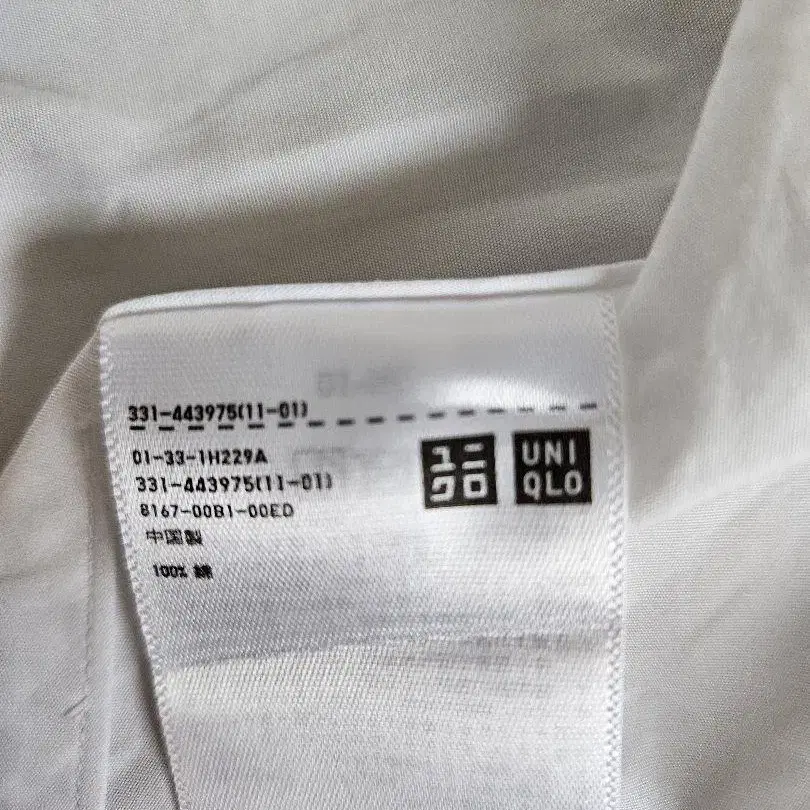 331-443975(11-01)
01-33-1H229A
331-443975(11-01)
8167-00B1-00ED
中国製
100% 綿
ユニ
クロ
UNI
QLO